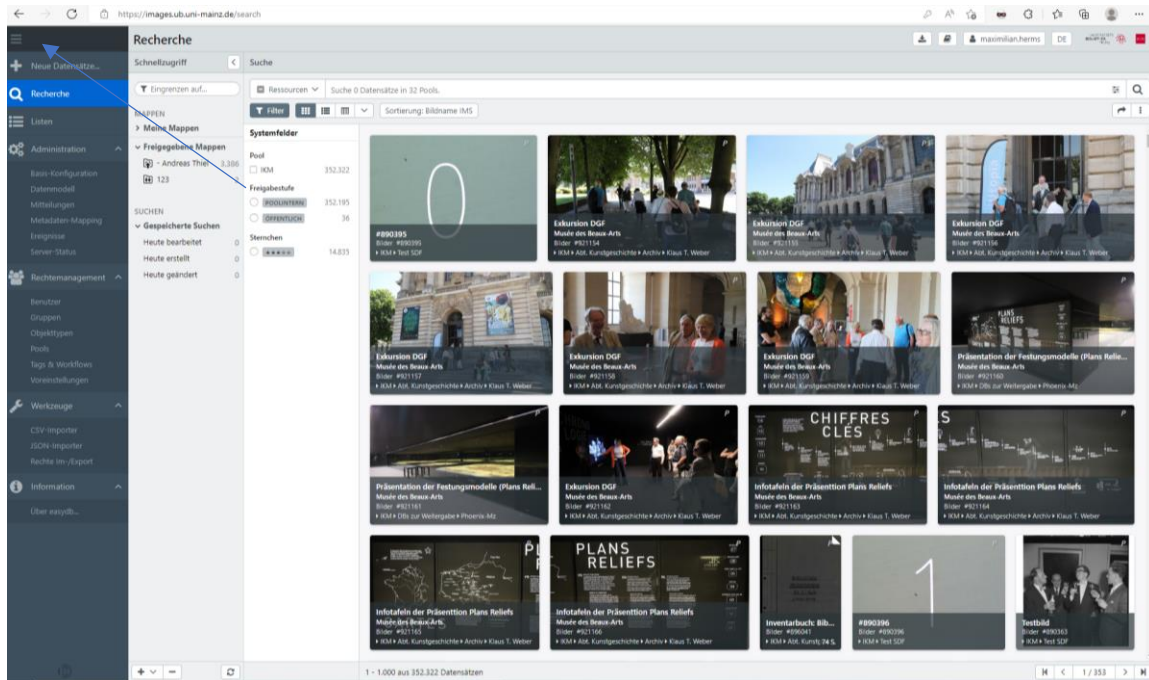 https://images.ub.uni-mainz.de/search
Recherche
maximilian.herms
DE
Neue Datensätze...
Recherche
Listen
Administration
Basis-Konfiguration
Datenmodell
Mitteilungen
Metadaten-Mapping
Ereignisse
Server-Status
Rechtemanagement
Benutzer
Gruppen
Objekttypen
Pools
Tags & Workflows
Voreinstellungen
Werkzeuge
CSV-Importer
JSON-Importer
Rechte Im-/Export
Information
Über easydb...
Schnellzugriff
Eingrenzen auf...
MAPPEN
Meine Mappen
Freigegebene Mappen
- Andreas Thiel 3.386
123
SUCHEN
Gespeicherte Suchen
Heute bearbeitet 0
Heute erstellt 0
Heute geändert 0
Suche
Ressourcen
Suche 0 Datensätze in 32 Pools.
Filter
Sortierung: Bildname IMS
Systemfelder
Pool
IKM 352.322
Freigabestufe
POOLINTERN 352.195
ÖFFENTLICH 36
Sternchen
14.835
0
#890395
Bilder #890395
IKM Test SDF
Exkursion DGF
Musée des Beaux-Arts
Bilder #921154
IKM Abt. Kunstgeschichte Archiv Klaus T. Weber
Exkursion DGF
Musée des Beaux-Arts
Bilder #921155
IKM Abt. Kunstgeschichte Archiv Klaus T. Weber
Exkursion DGF
Musée des Beaux-Arts
Bilder #921156
IKM Abt. Kunstgeschichte Archiv Klaus T. Weber
Exkursion DGF
Musée des Beaux-Arts
Bilder #921157
IKM Abt. Kunstgeschichte Archiv Klaus T. Weber
Exkursion DGF
Musée des Beaux-Arts
Bilder #921158
IKM Abt. Kunstgeschichte Archiv Klaus T. Weber
Exkursion DGF
Musée des Beaux-Arts
Bilder #921159
IKM Abt. Kunstgeschichte Archiv Klaus T. Weber
PLANS
RELIEFS
Präsentation der Festungsmodelle (Plans Relie...
Musée des Beaux-Arts
Bilder #921160
IKM DBs zur Weitergabe Phoenix-Mz
Präsentation der Festungsmodelle (Plans Reli...
Musée des Beaux-Arts
Bilder #921161
IKM DBs zur Weitergabe Phoenix-Mz
Exkursion DGF
Musée des Beaux-Arts
Bilder #921162
IKM Abt. Kunstgeschichte Archiv Klaus T. Weber
CHIFFRES
CLÉS
Infotafeln der Präsenttion Plans Reliefs
Musée des Beaux-Arts
Bilder #921163
IKM Abt. Kunstgeschichte Archiv Klaus T. Weber
S
Infotafeln der Präsenttion Plans Reliefs
Musée des Beaux-Arts
Bilder #921164
IKM Abt. Kunstgeschichte Archiv Klaus T. Weber
PL
Infotafeln der Präsenttion Plans Reliefs
Musée des Beaux-Arts
Bilder #921165
IKM Abt. Kunstgeschichte Archiv Klaus T. Weber
PLANS
RELIEFS
Infotafeln der Präsenttion Plans Reliefs
Musée des Beaux-Arts
Bilder #921166
IKM Abt. Kunstgeschichte Archiv Klaus T. Weber
Inventarbuch: Bib...
Bilder #896041
IKM Abt. Kunstg
1
#890396
Bilder #890396
IKM Test SDF
Testbild
Bilder #890363
IKM Test SDF
1 - 1.000 aus 352.322 Datensätzen
1 / 353